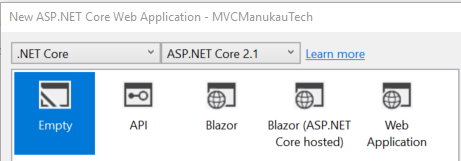 New ASP.NET Core Web Application - MVCManukauTech
.NET Core ASP.NET Core 2.1 Learn more
Empty API Blazor Blazor (ASP.NET Core hosted) Web Application